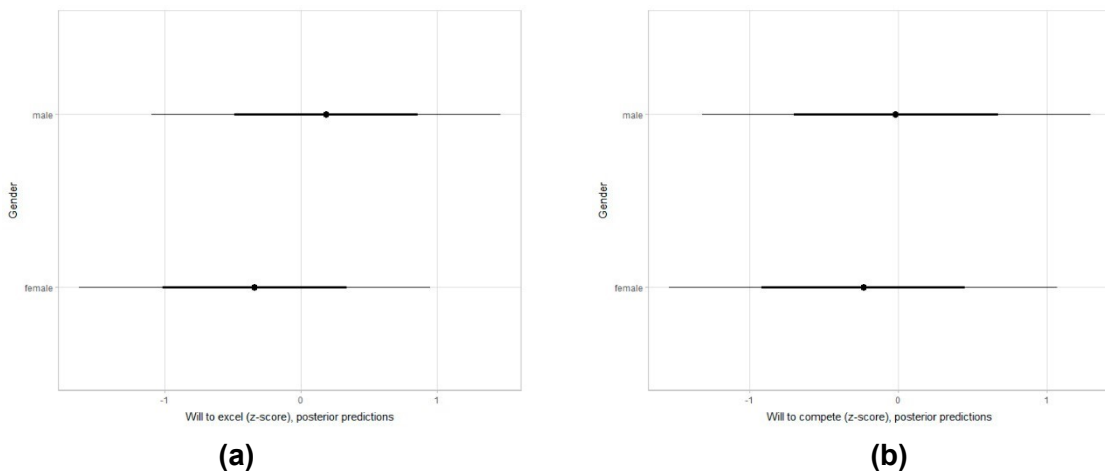 male
Gender
female
-1 0 1
Will to excel (z-score), posterior predictions
(a)
male
Gender
female
-1 0 1
Will to compete (z-score), posterior predictions
(b)